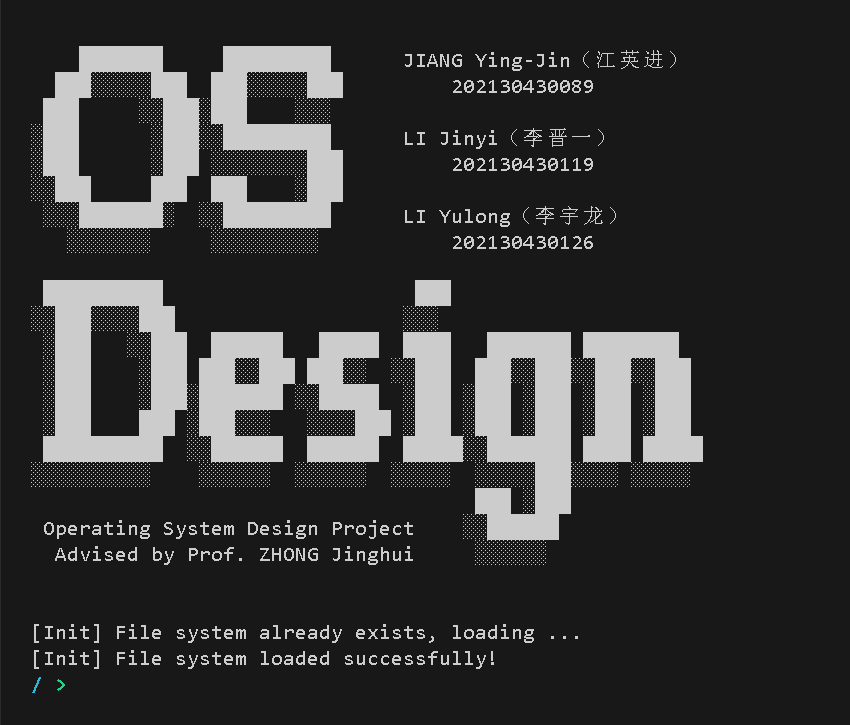 OS
JIANG Ying-Jin（江英进）
202130430089
LI Jinyi（李晋一）
202130430119
LI Yulong（李宇龙）
202130430126
Design
Operating System Design Project
Advised by Prof. ZHONG Jinghui
[Init] File system already exists, loading ...
[Init] File system loaded successfully!
/ >